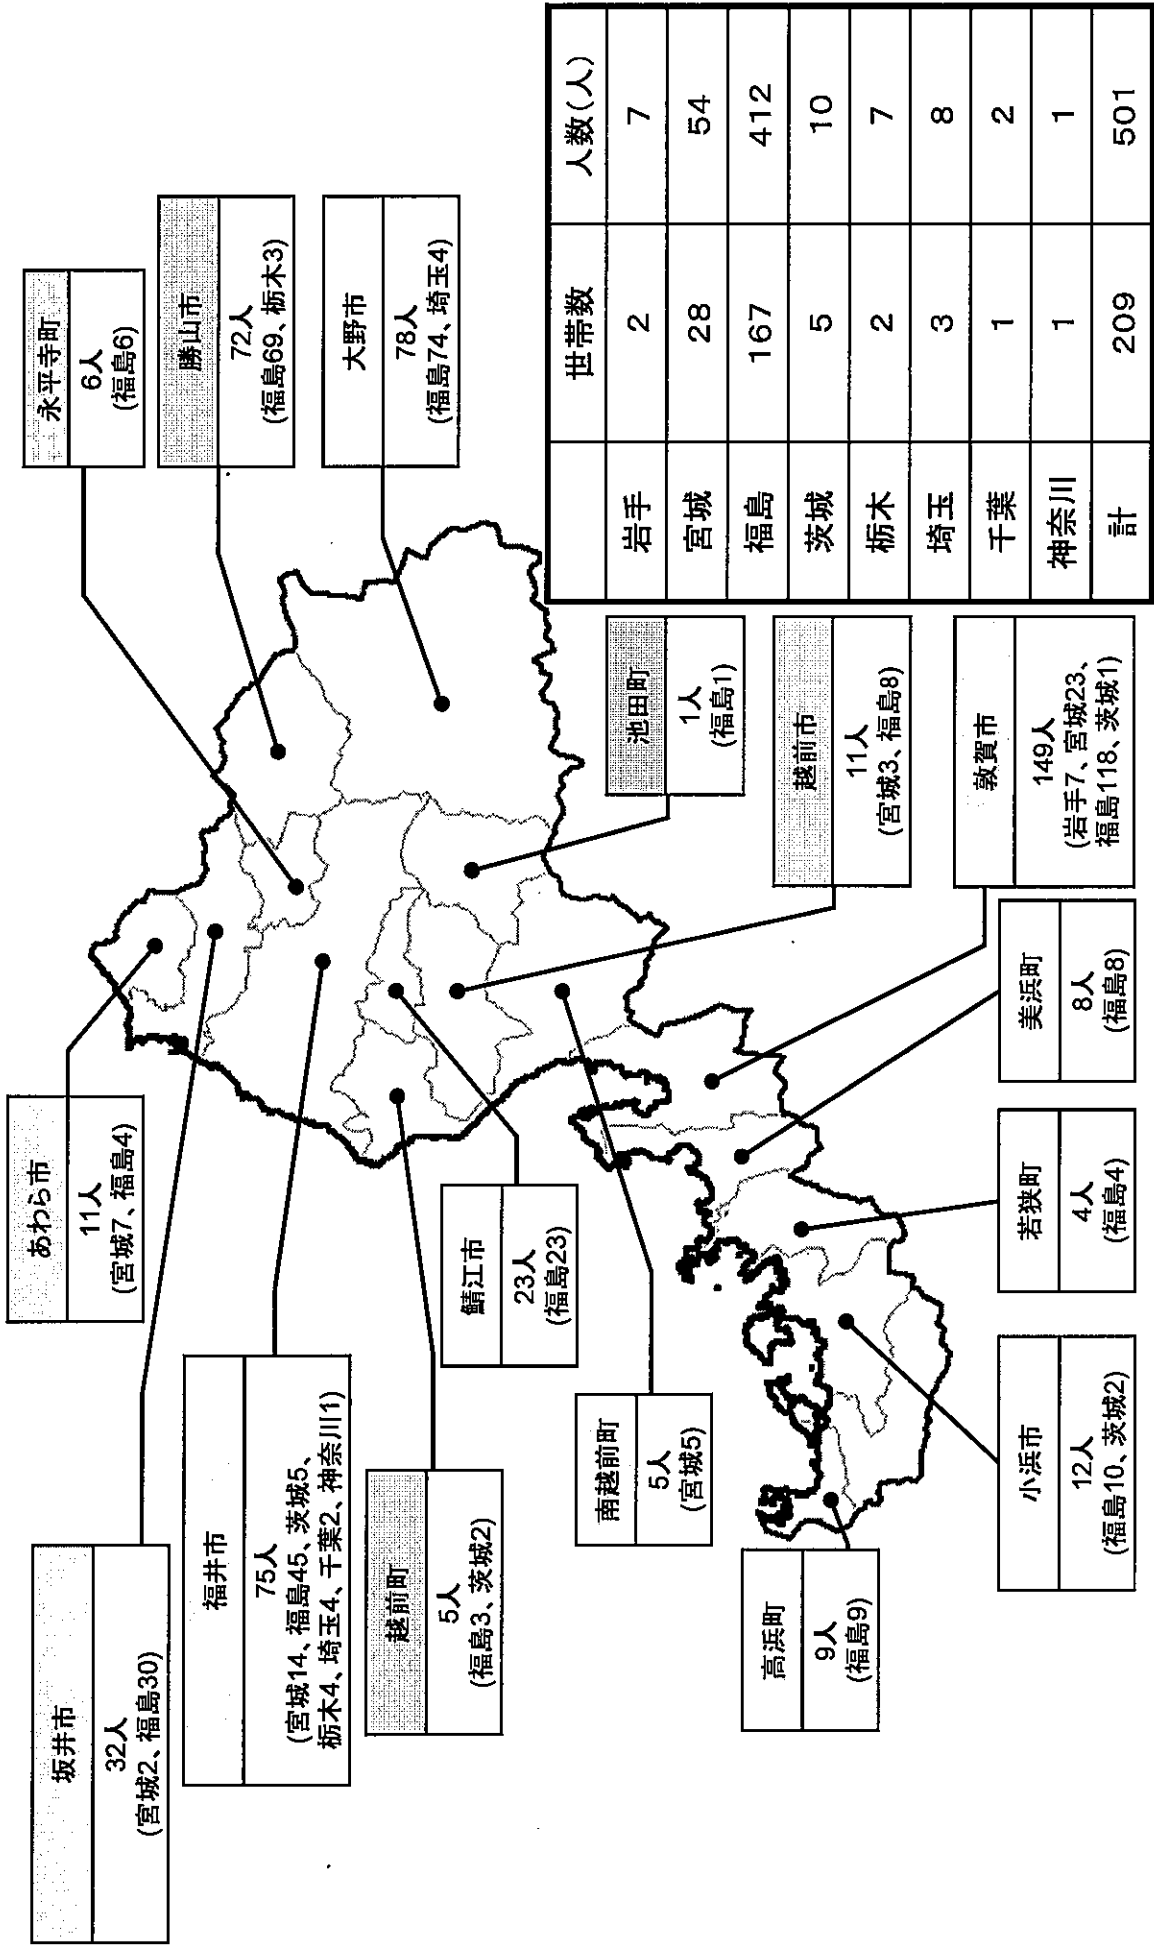 坂井市
32人
(宮城2、福島30)
あわら市
11人
(宮城7、福島4)
永平寺町
6人
(福島6)
勝山市
72人
(福島69、栃木3)
大野市
78人
(福島74、埼玉4)
福井市
75人
(宮城14、福島45、茨城5、
栃木4、埼玉4、千葉2、神奈川1)
越前町
5人
(福島3、茨城2)
鯖江市
23人
(福島23)
南越前町
5人
(宮城5)
高浜町
9人
(福島9)
小浜市
12人
(福島10、茨城2)
若狭町
4人
(福島4)
美浜町
8人
(福島8)
敦賀市
149人
(岩手7、宮城23、
福島118、茨城1)
越前市
11人
(宮城3、福島8)
池田町
1人
(福島1)
世帯数 人数(人)
岩手 2 7
宮城 28 54
福島 167 412
茨城 5 10
栃木 2 7
埼玉 3 8
千葉 1 2
神奈川 1 1
計 209 501